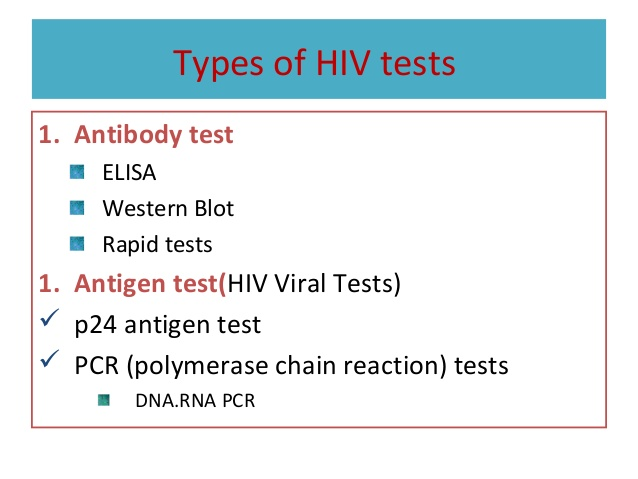 Types of HIV tests
1. Antibody test
ELISA
Western Blot
Rapid tests
1. Antigen test(HIV Viral Tests)
p24 antigen test
PCR (polymerase chain reaction) tests
DNA.RNA PCR